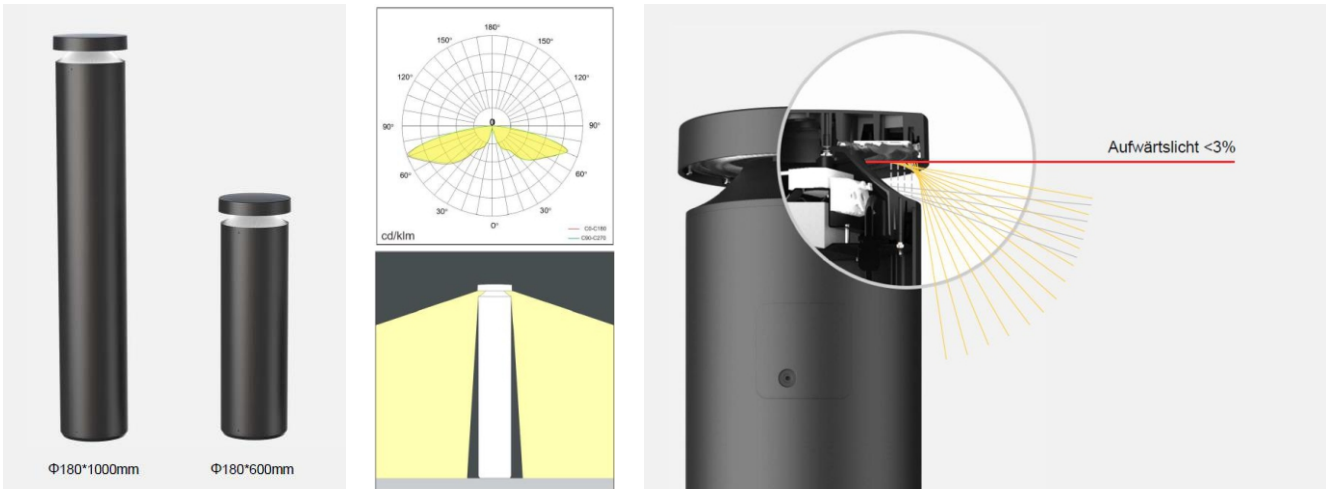 Φ180*1000mm
Φ180*600mm
180°
150° 150°
120° 120°
90° 90°
60° 60°
30° 30°
0°
cd/klm
C0-C180
C90-C270
Aufwärtslicht <3%